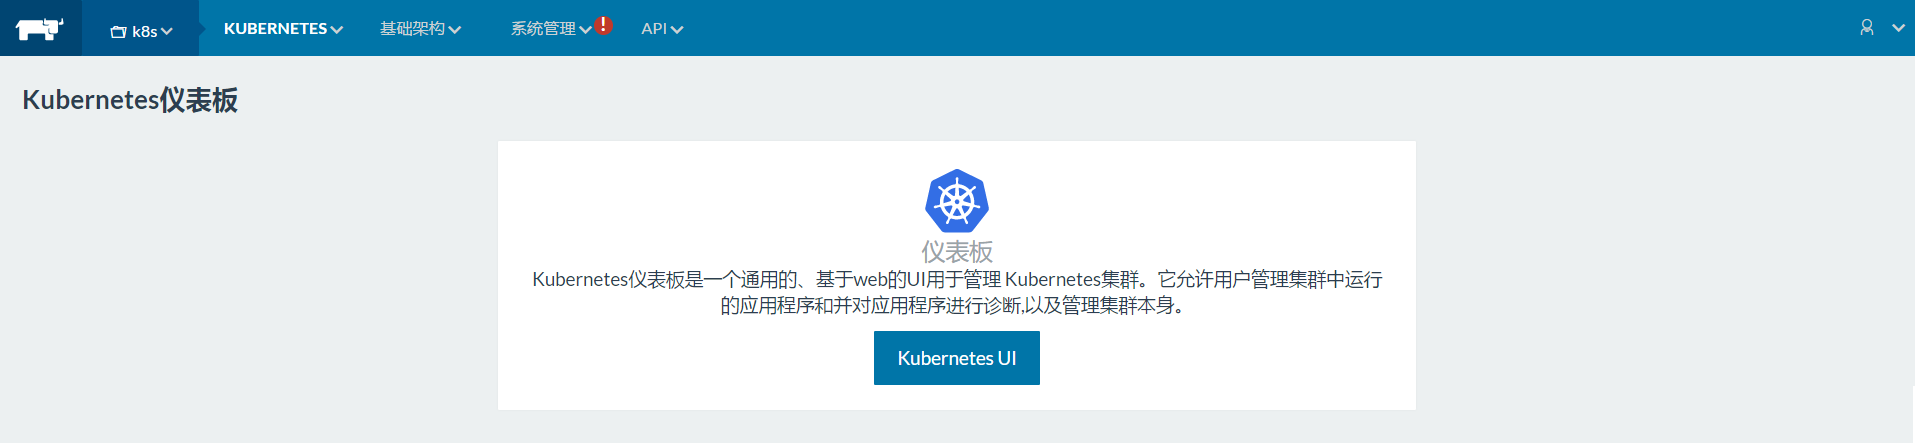 k8s KUBERNETES 基础架构 系统管理 ! API
Kubernetes仪表板
仪表板
Kubernetes仪表板是一个通用的、基于web的UI用于管理 Kubernetes集群。它允许用户管理集群中运行
的应用程序和并对应用程序进行诊断,以及管理集群本身。
Kubernetes UI